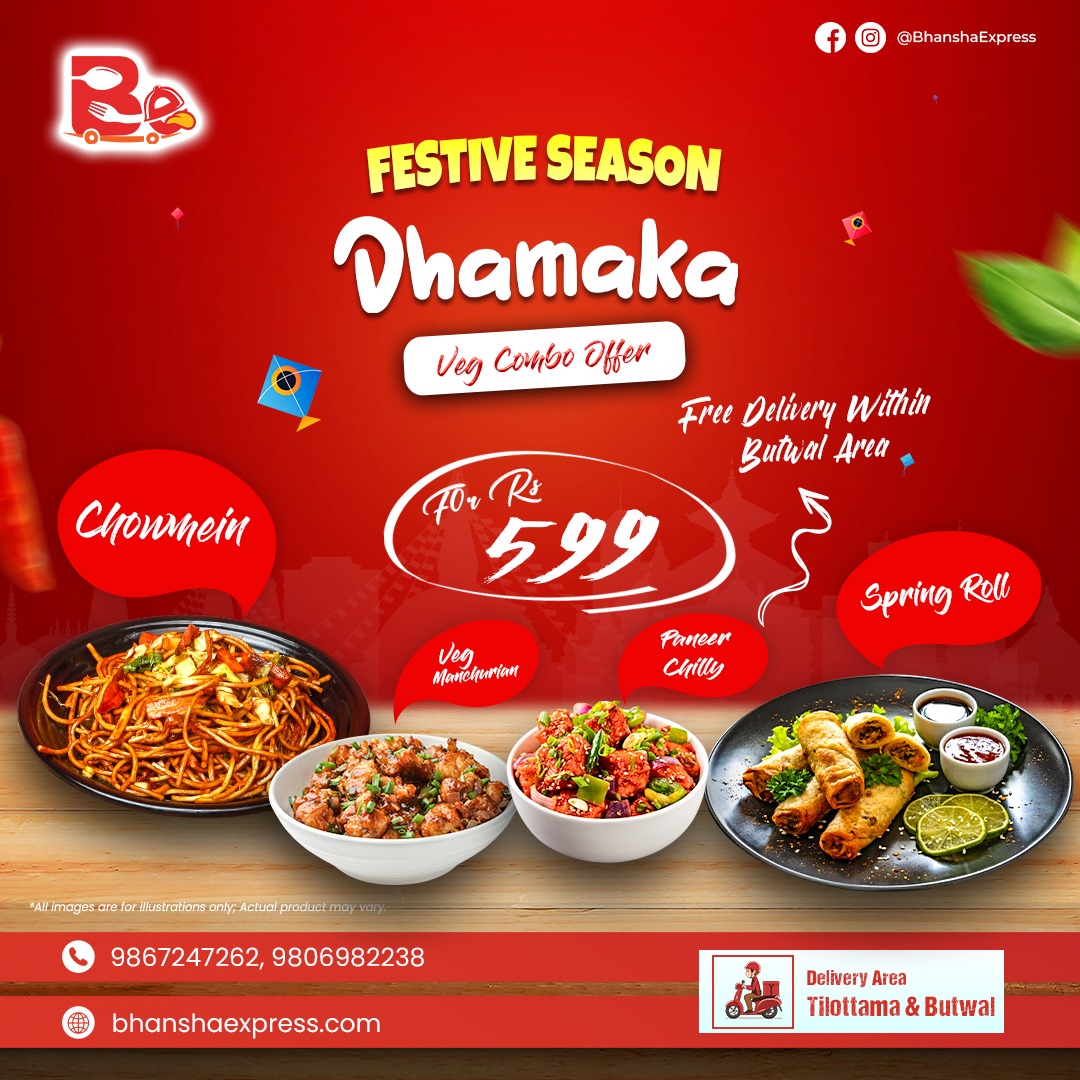 Be
@BhanshaExpress
FESTIVE SEASON
Dhamaka
Veg Combo Offer
Free Delivery Within
Butwal Area
For Rs
599
Chowmein
Veg
Manchurian
Paneer
Chilly
Spring Roll
*All images are for illustrations only; Actual product may vary.
9867247262, 9806982238
bhanshaexpress.com
Delivery Area
Tilottama & Butwal